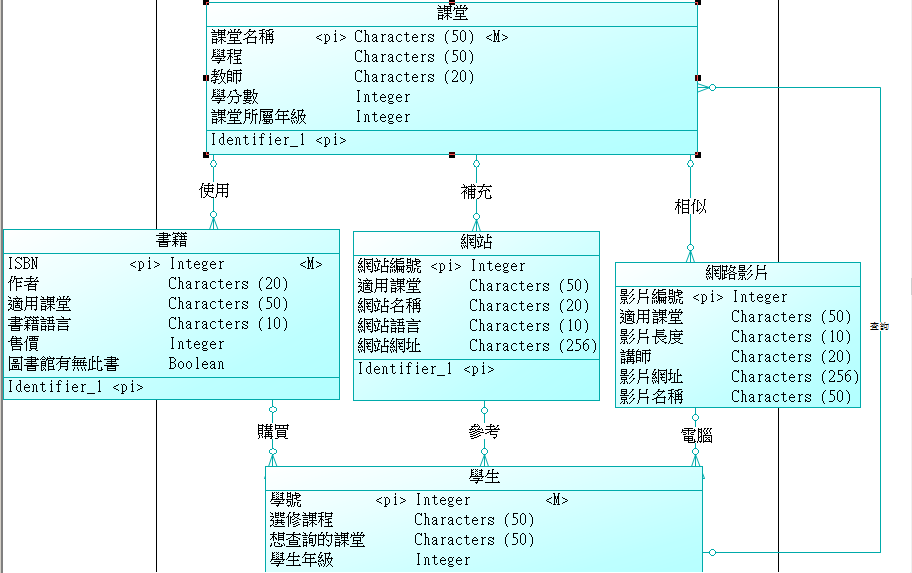 課堂
課堂名稱 <pi> Characters (50) <M>
學程 Characters (50)
教師 Characters (20)
學分數 Integer
課堂所屬年級 Integer
Identifier_1 <pi>
使用
補充
相似
書籍
ISBN <pi> Integer <M>
作者 Characters (20)
適用課堂 Characters (50)
書籍語言 Characters (10)
售價 Integer
圖書館有無此書 Boolean
Identifier_1 <pi>
網站
網站編號 <pi> Integer
適用課堂 Characters (50)
網站名稱 Characters (20)
網站語言 Characters (10)
網站網址 Characters (256)
Identifier_1 <pi>
網路影片
影片編號 <pi> Integer
適用課堂 Characters (50)
影片長度 Characters (10)
講師 Characters (20)
影片網址 Characters (256)
影片名稱 Characters (50)
查詢
購買
參考
電腦
學生
學號 <pi> Integer <M>
選修課程 Characters (50)
想查詢的課堂 Characters (50)
學生年級 Integer